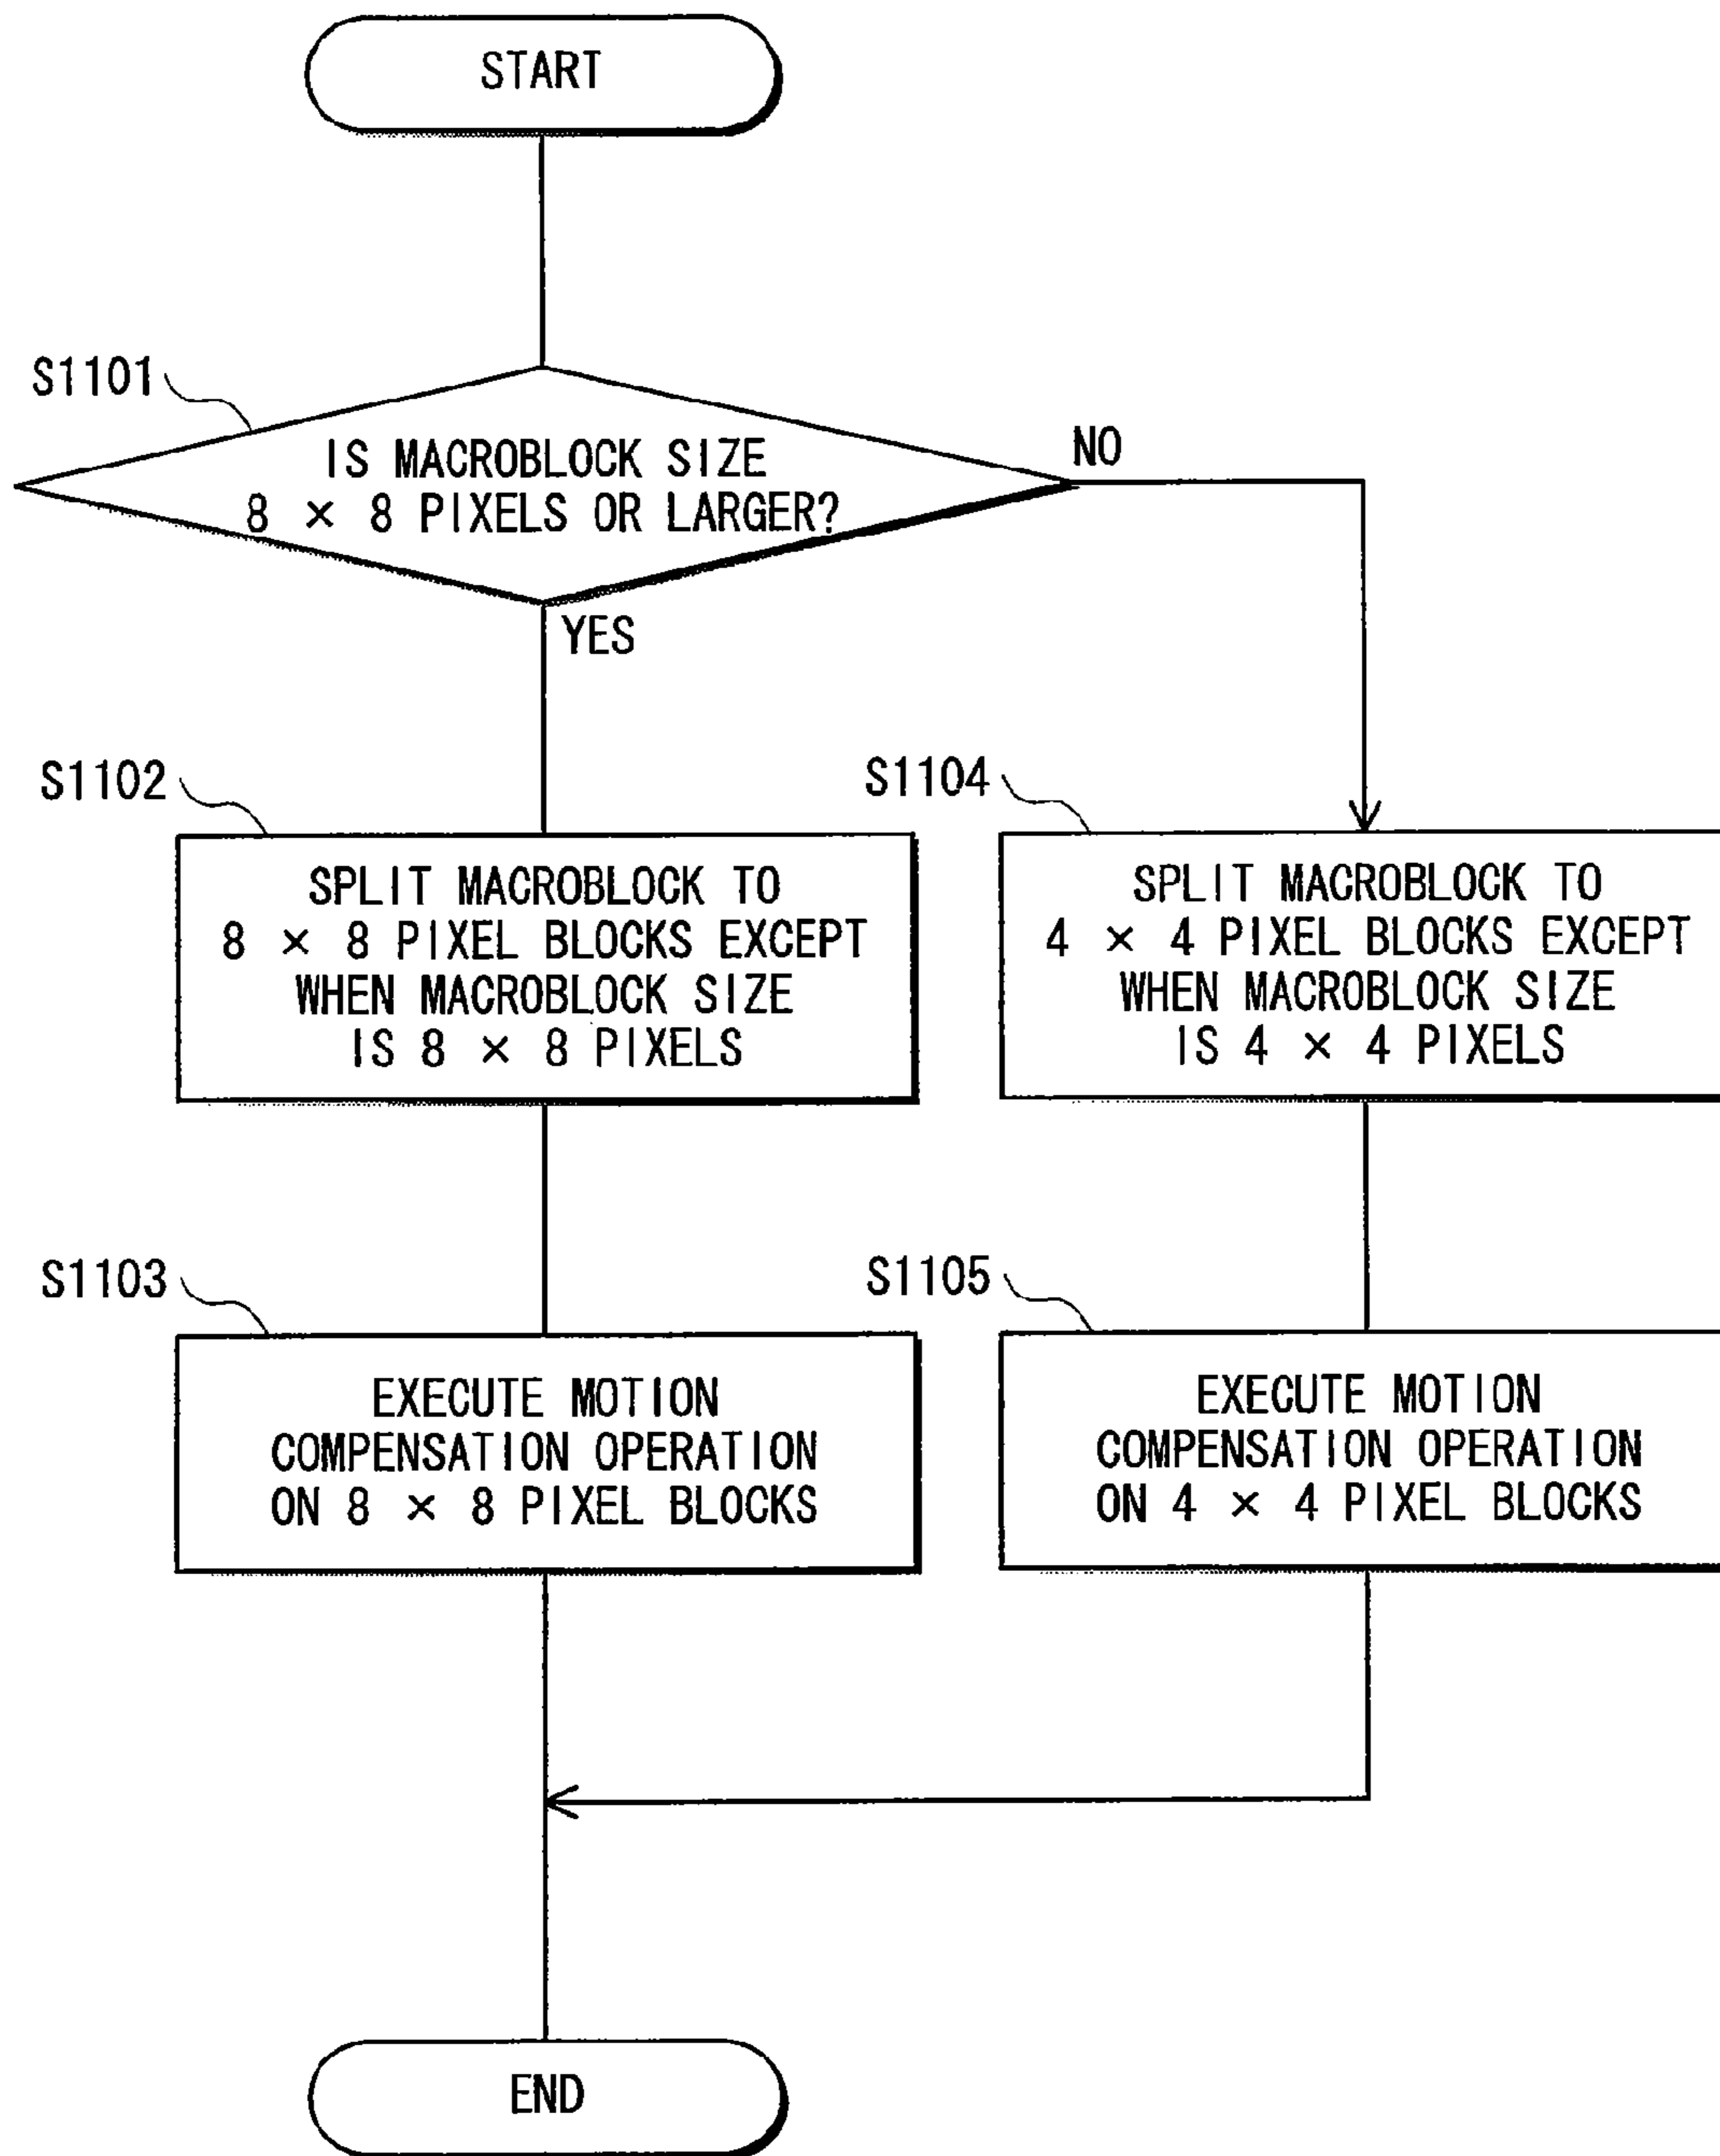 START
S1101
IS MACROBLOCK SIZE
8 × 8 PIXELS OR LARGER?
NO
YES
S1102
SPLIT MACROBLOCK TO
8 × 8 PIXEL BLOCKS EXCEPT
WHEN MACROBLOCK SIZE
IS 8 × 8 PIXELS
S1104
SPLIT MACROBLOCK TO
4 × 4 PIXEL BLOCKS EXCEPT
WHEN MACROBLOCK SIZE
IS 4 × 4 PIXELS
S1103
EXECUTE MOTION
COMPENSATION OPERATION
ON 8 × 8 PIXEL BLOCKS
S1105
EXECUTE MOTION
COMPENSATION OPERATION
ON 4 × 4 PIXEL BLOCKS
END